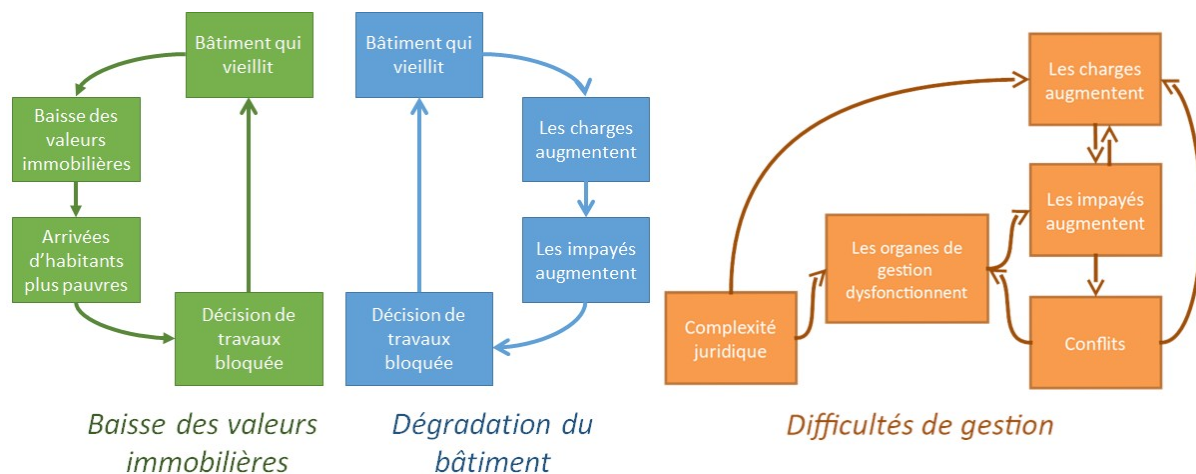 Bâtiment qui
vieillit
Baisse des
valeurs
immobilières
Arrivées
d'habitants
plus pauvres
Décision de
travaux
bloquée
Baisse des valeurs
immobilières
Bâtiment qui
vieillit
Les charges
augmentent
Les impayés
augmentent
Décision de
travaux
bloquée
Dégradation du
bâtiment
Les charges
augmentent
Les impayés
augmentent
Les organes de
gestion
dysfonctionnent
Complexité
juridique
Conflits
Difficultés de gestion